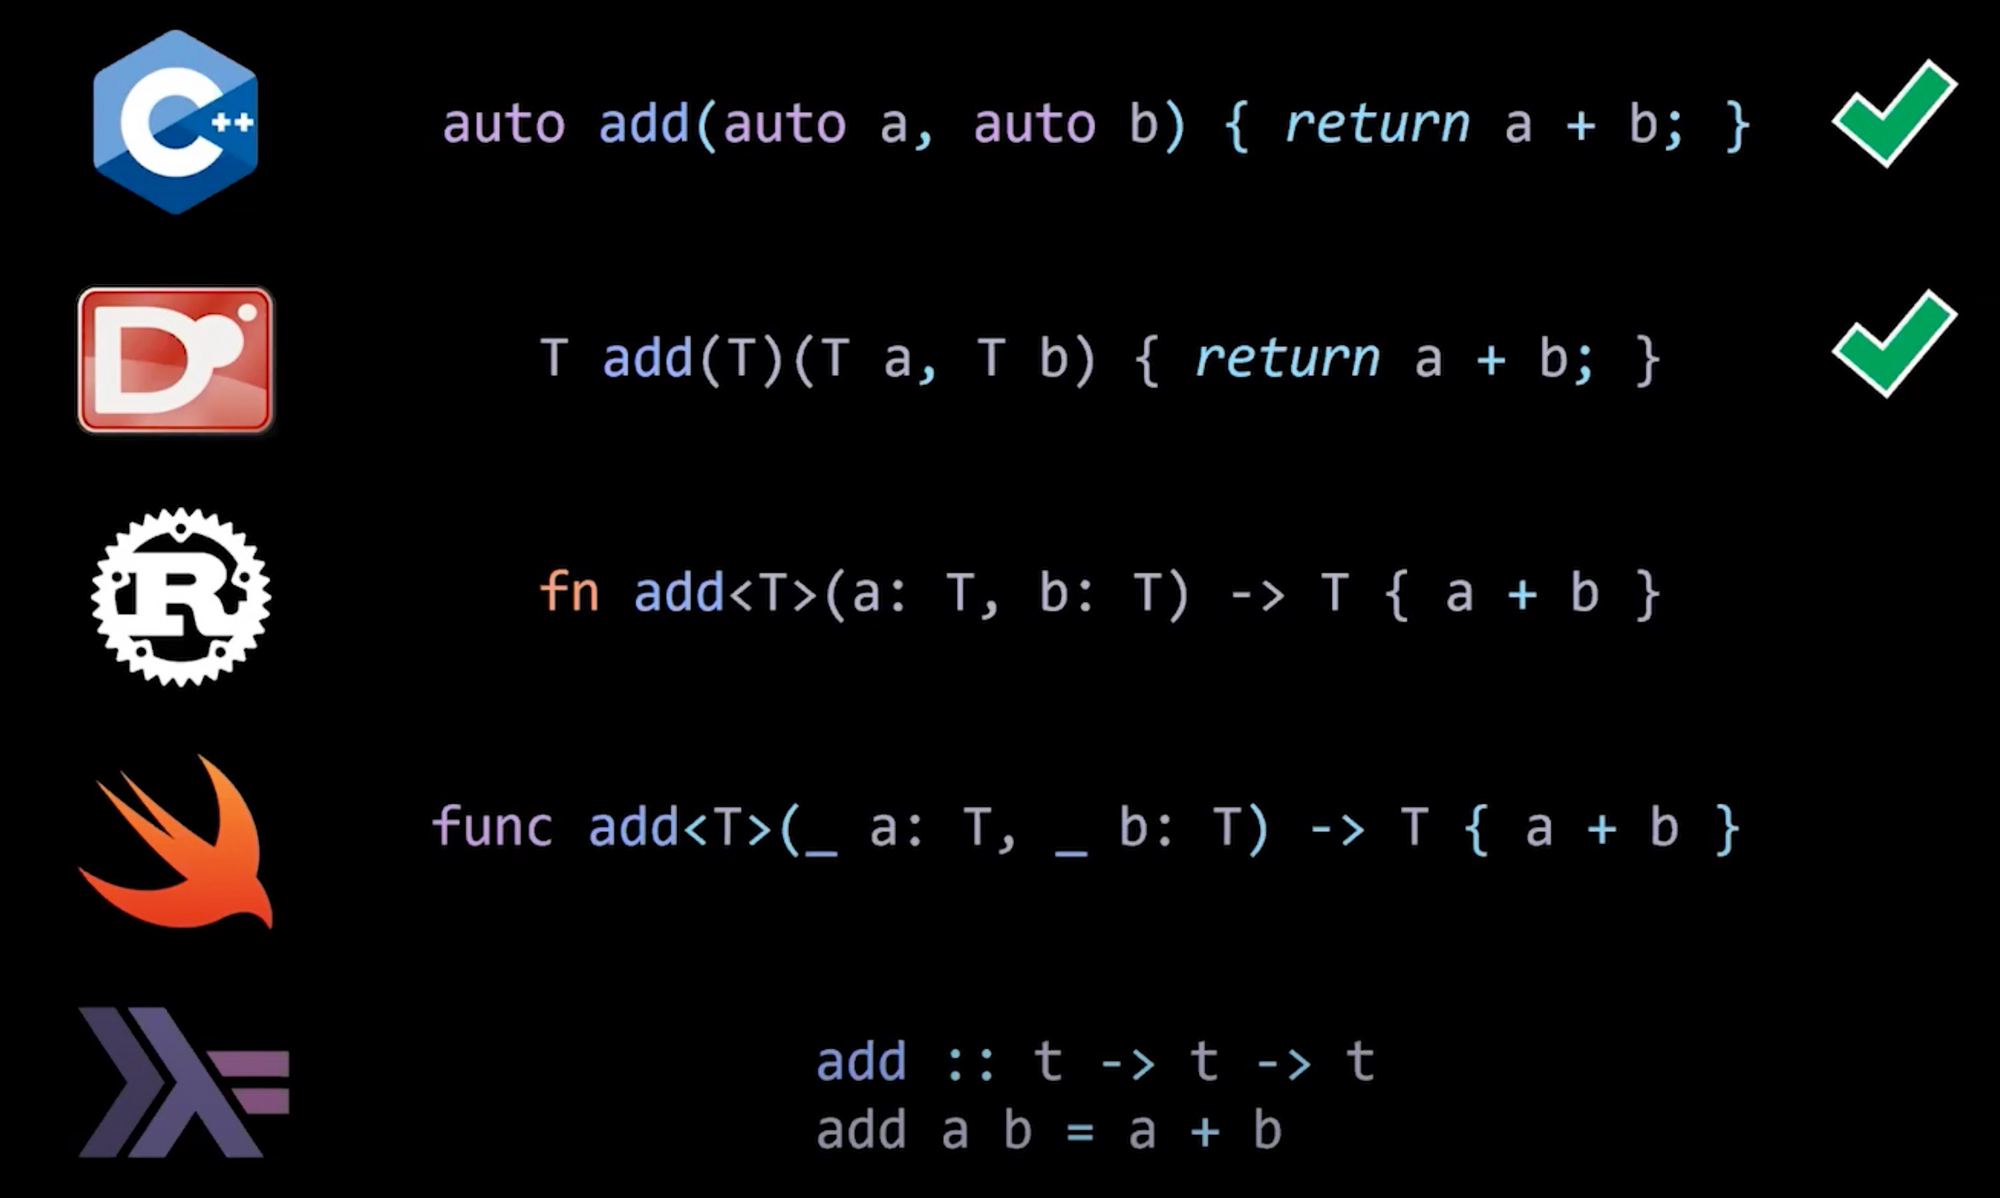 C++
auto add(auto a, auto b) { return a + b; }
D
T add(T)(T a, T b) { return a + b; }
R
fn add<T>(a: T, b: T) -> T { a + b }
func add<T>(_ a: T, _ b: T) -> T { a + b }
add :: t -> t -> t
add a b = a + b